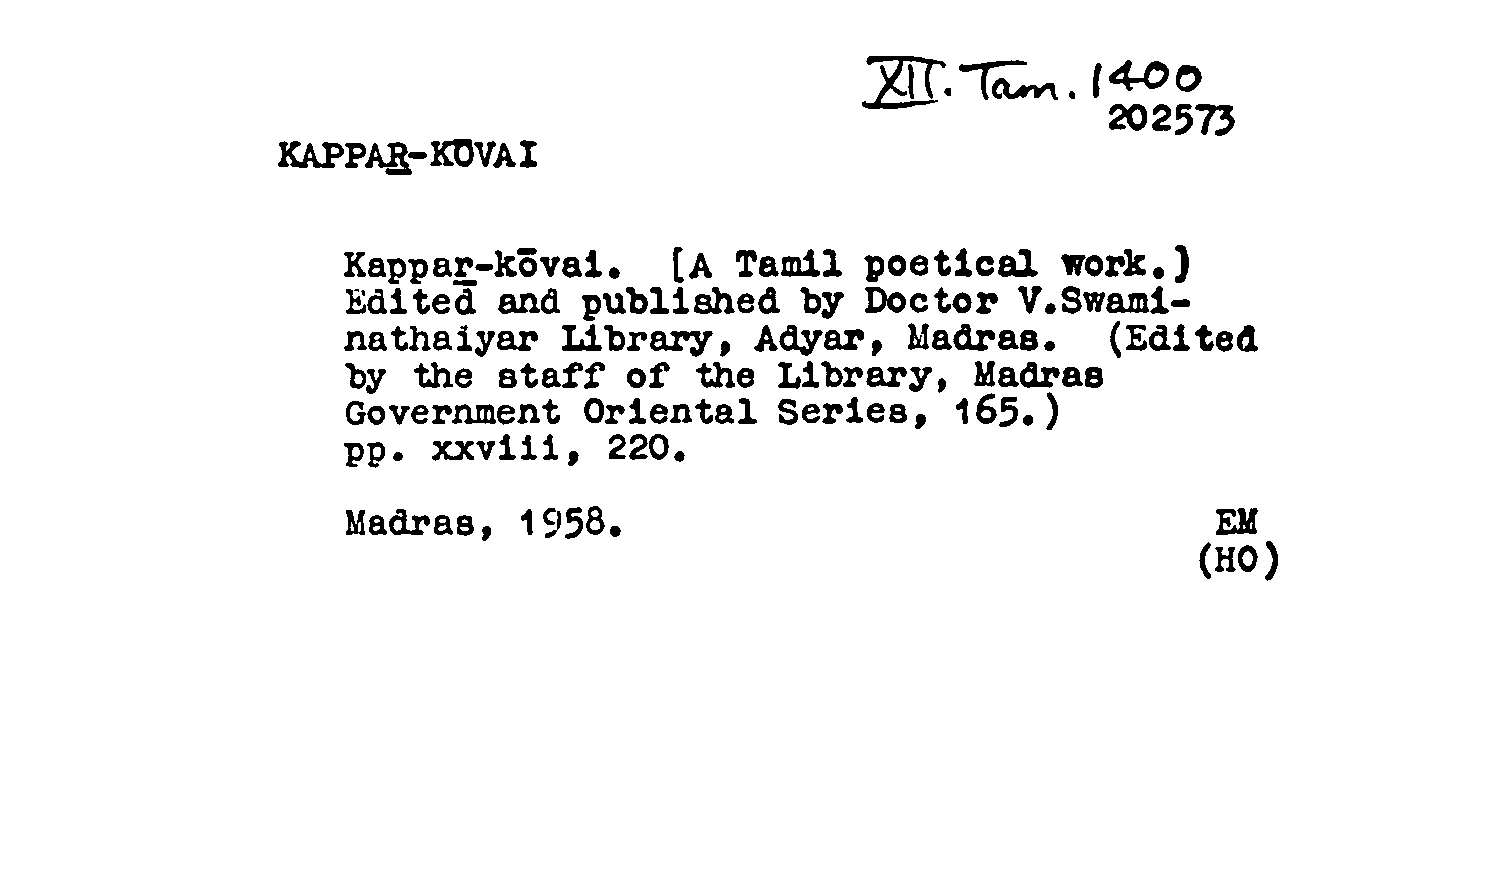 XII. Tam. 1400
202573
KAPPAṞ-KŌVAI
Kappaṟ-kōvai. [A Tamil poetical work.]
Edited and published by Doctor V.Swami-
nathaiyar Library, Adyar, Madras. (Edited
by the staff of the Library, Madras
Government Oriental Series, 165.)
pp. xxviii, 220.
Madras, 1958.
EM
(HO)